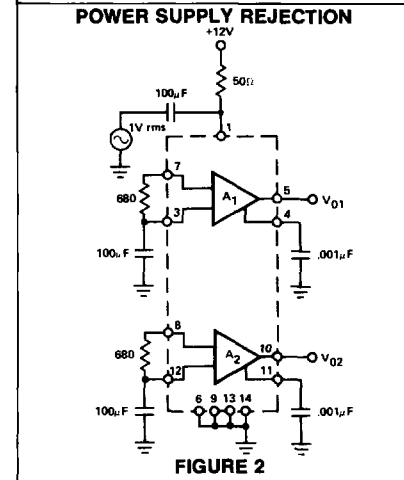 POWER SUPPLY REJECTION
+12V
50Ω
100μF
1V rms
1
7
680
A1
5
V01
3
4
100μF
.001μF
8
680
A2
10
V02
12
11
100μF
6 9 13 14
.001μF
FIGURE 2